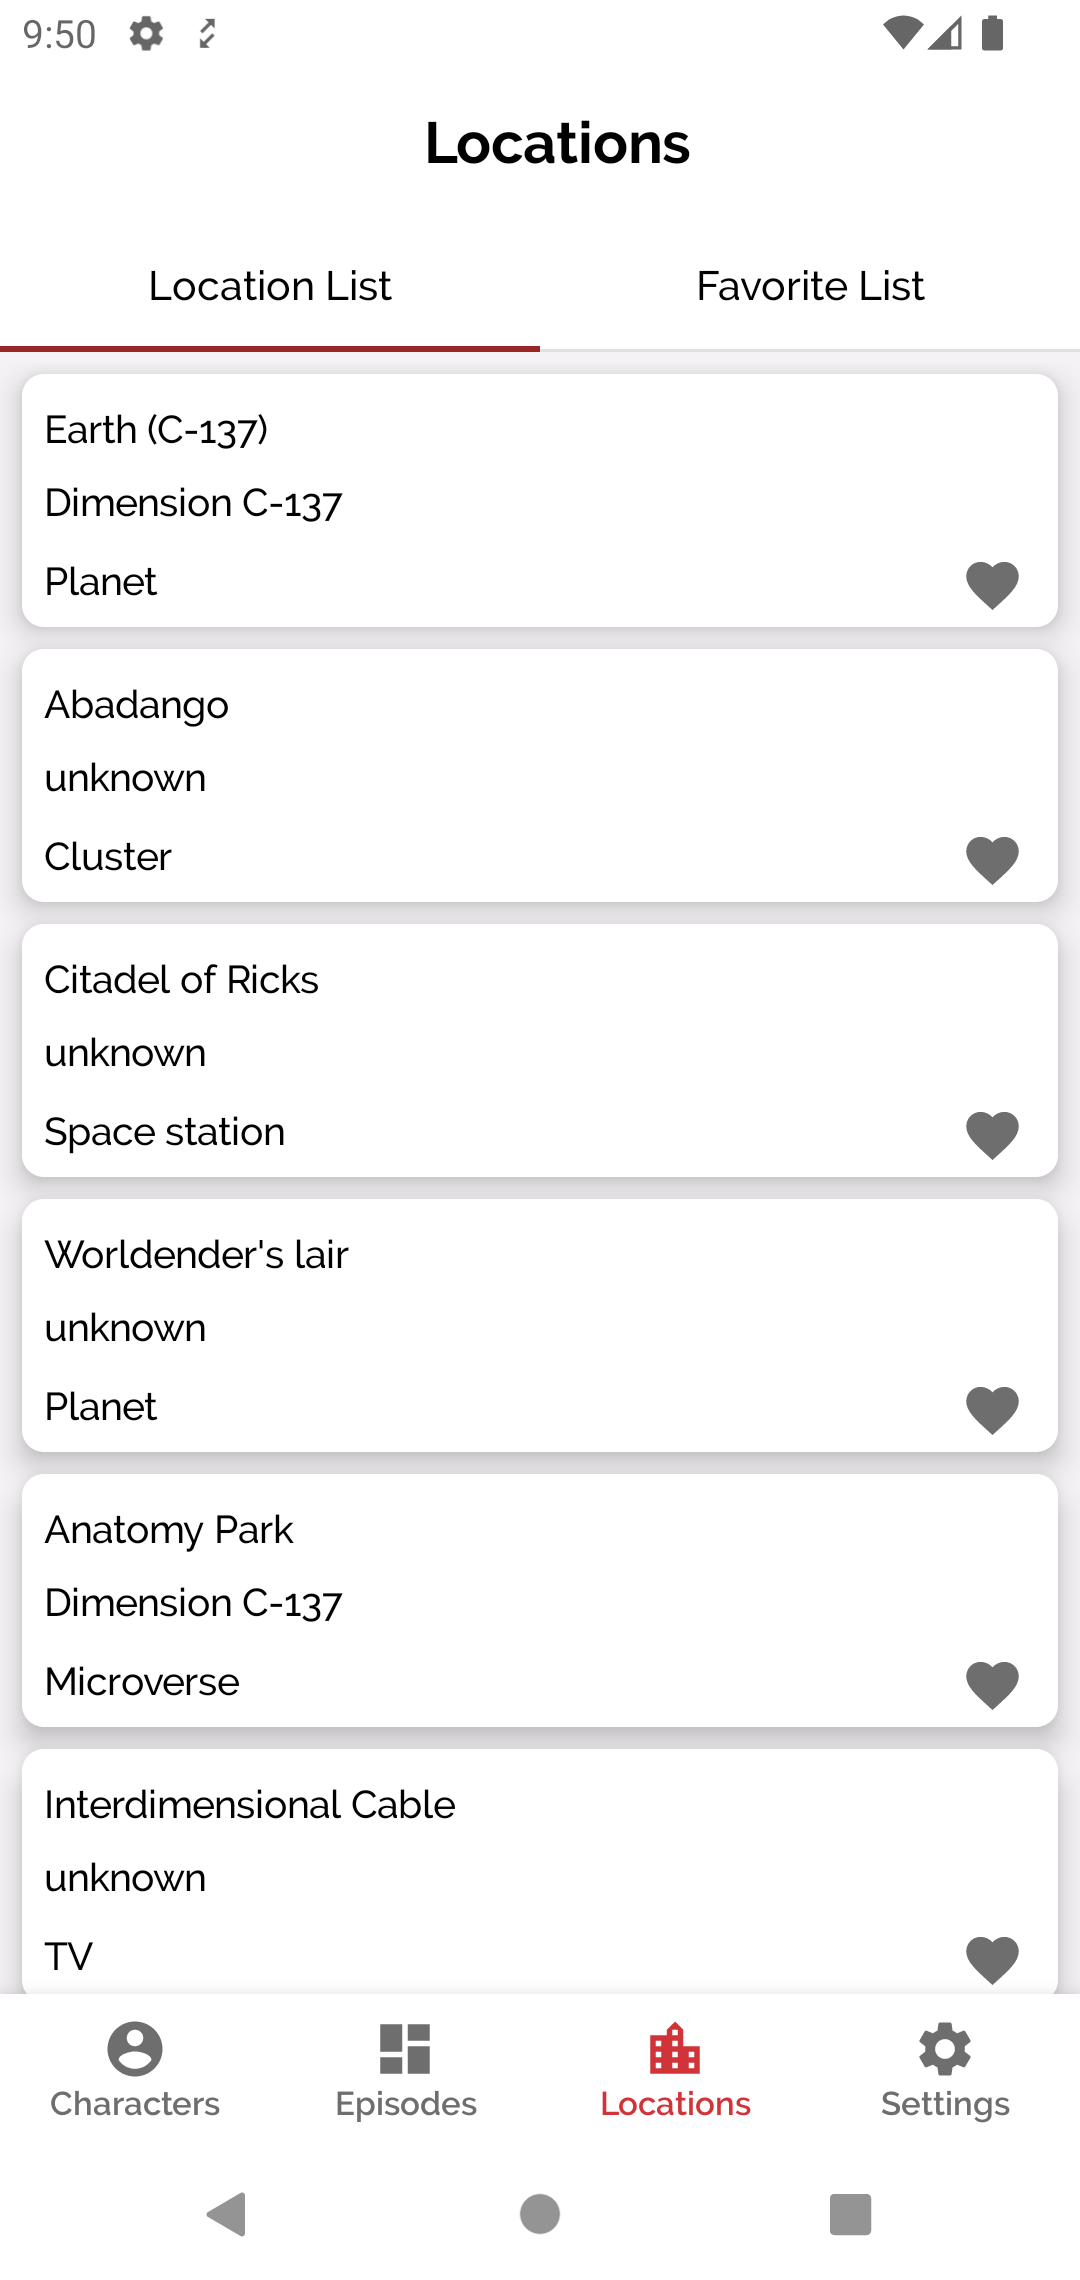 9:50
Locations
Location List
Favorite List
Earth (C-137)
Dimension C-137
Planet
Abadango
unknown
Cluster
Citadel of Ricks
unknown
Space station
Worldender's lair
unknown
Planet
Anatomy Park
Dimension C-137
Microverse
Interdimensional Cable
unknown
TV
Characters
Episodes
Locations
Settings